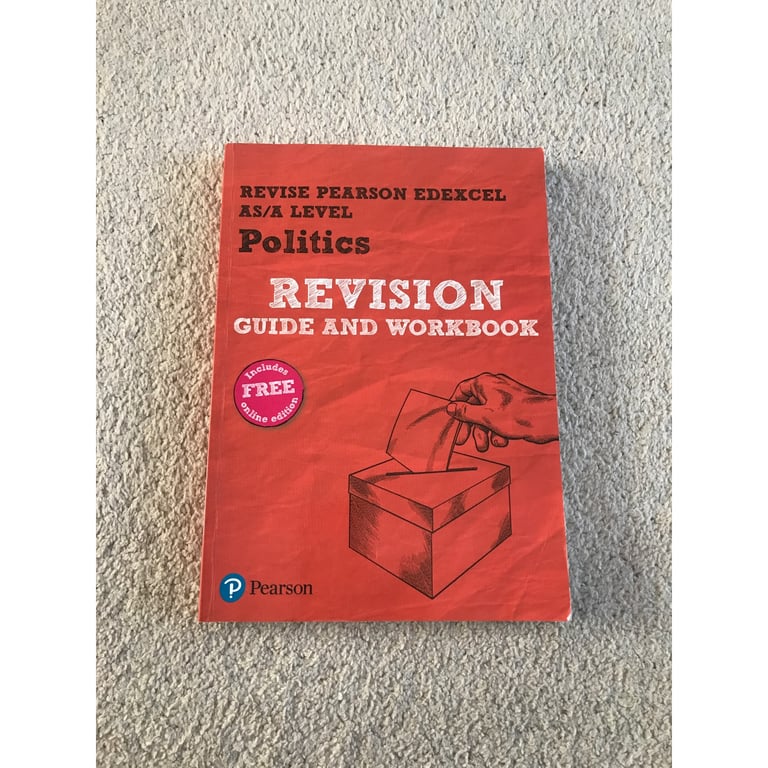 REVISE PEARSON EDEXCEL
AS/A LEVEL
Politics
REVISION
GUIDE AND WORKBOOK
Includes
FREE
online edition
Pearson